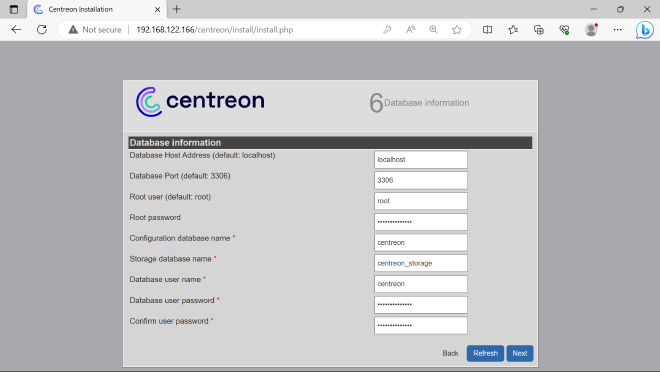 Centreon Installation
Not secure 192.168.122.166/centreon/install/install.php
centreon
6 Database information
Database information
Database Host Address (default: localhost) localhost
Database Port (default: 3306) 3306
Root user (default: root) root
Root password ••••••••••••••
Configuration database name * centreon
Storage database name * centreon_storage
Database user name * centreon
Database user password * ••••••••••••••
Confirm user password * ••••••••••••••
Back Refresh Next